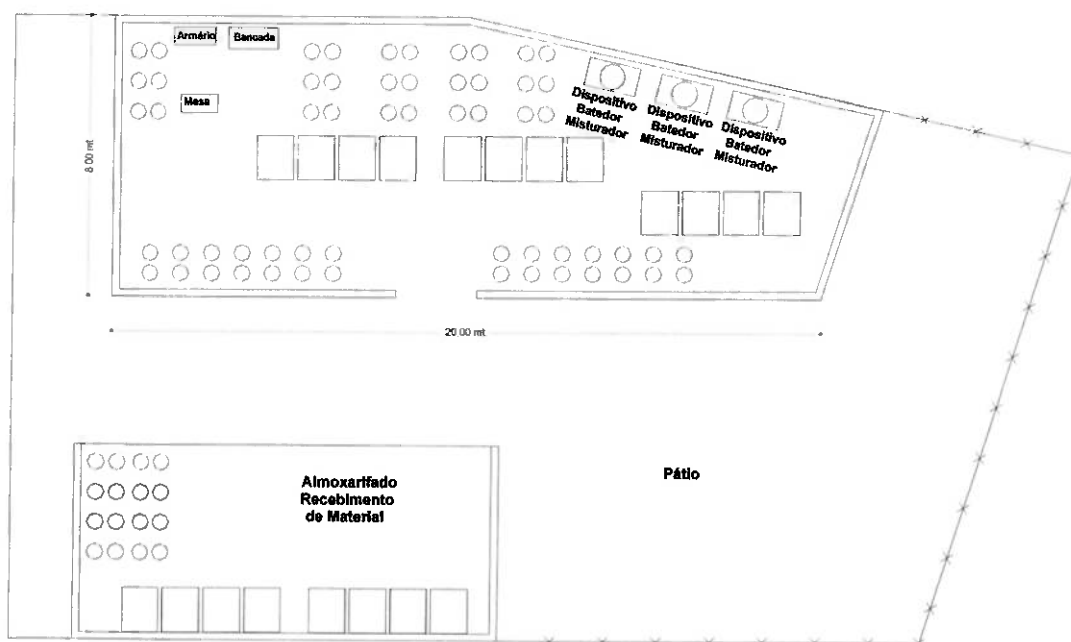 Armério
Bancada
Mesa
Dispositivo
Batedor
Misturador
Dispositivo
Batedor
Misturador
Dispositivo
Batedor
Misturador
8.00 mt.
20.00 mt.
Almoxarifado
Recebimento
de Material
Pátio